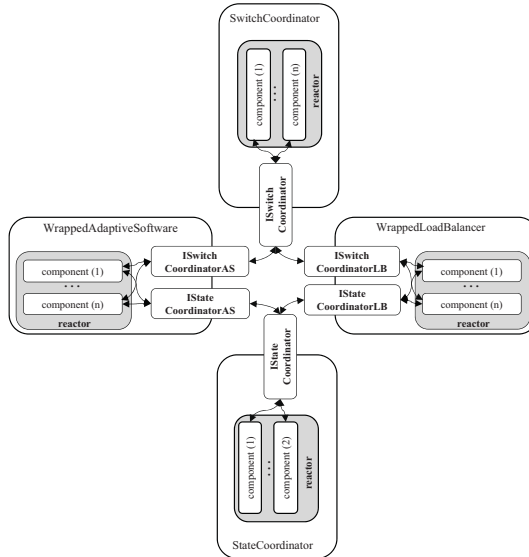 SwitchCoordinator
component (1)
...
component (n)
reactor
ISwitch
Coordinator
WrappedAdaptiveSoftware
component (1)
...
component (n)
reactor
ISwitch
CoordinatorAS
IState
CoordinatorAS
WrappedLoadBalancer
ISwitch
CoordinatorLB
IState
CoordinatorLB
component (1)
...
component (n)
reactor
IState
Coordinator
component (1)
...
component (2)
reactor
StateCoordinator